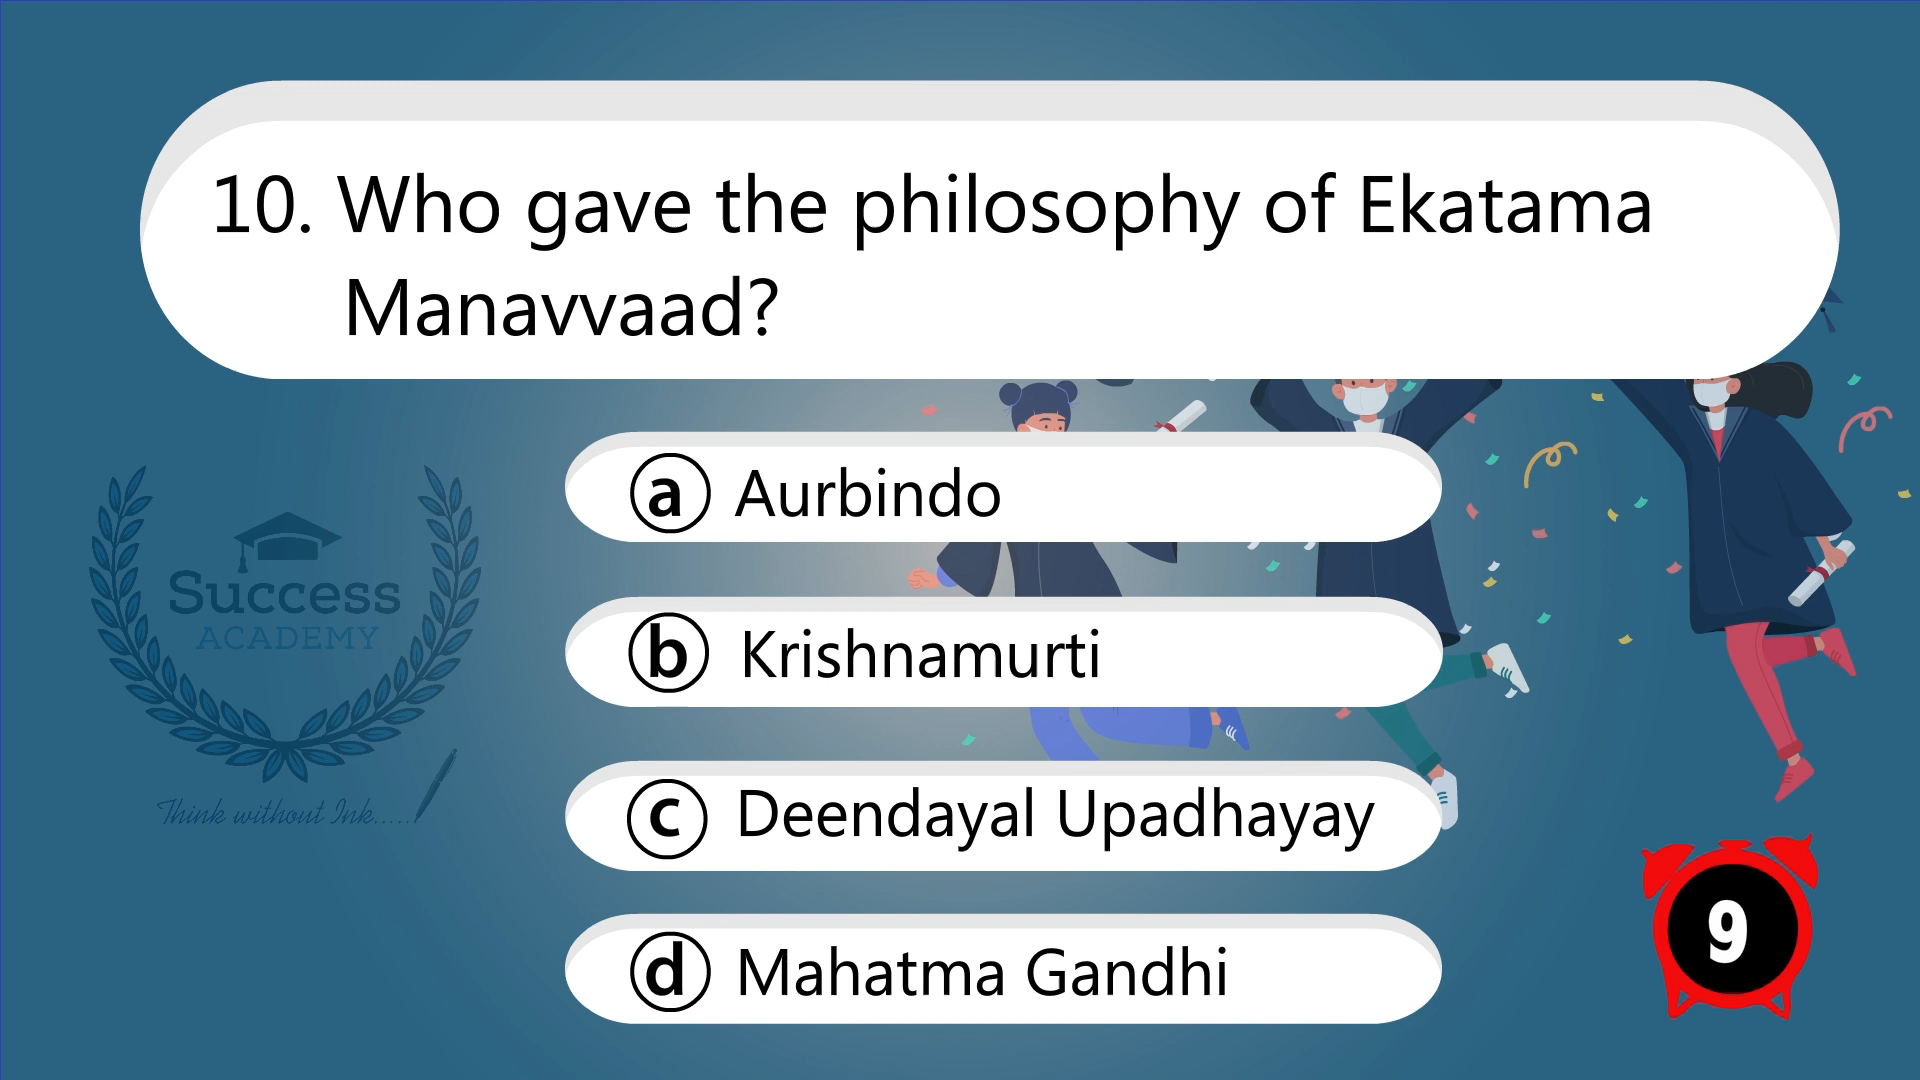 10. Who gave the philosophy of Ekatama
Manavvaad?
a Aurbindo
b Krishnamurti
c Deendayal Upadhayay
d Mahatma Gandhi
Success
ACADEMY
Think without Ink.....
9